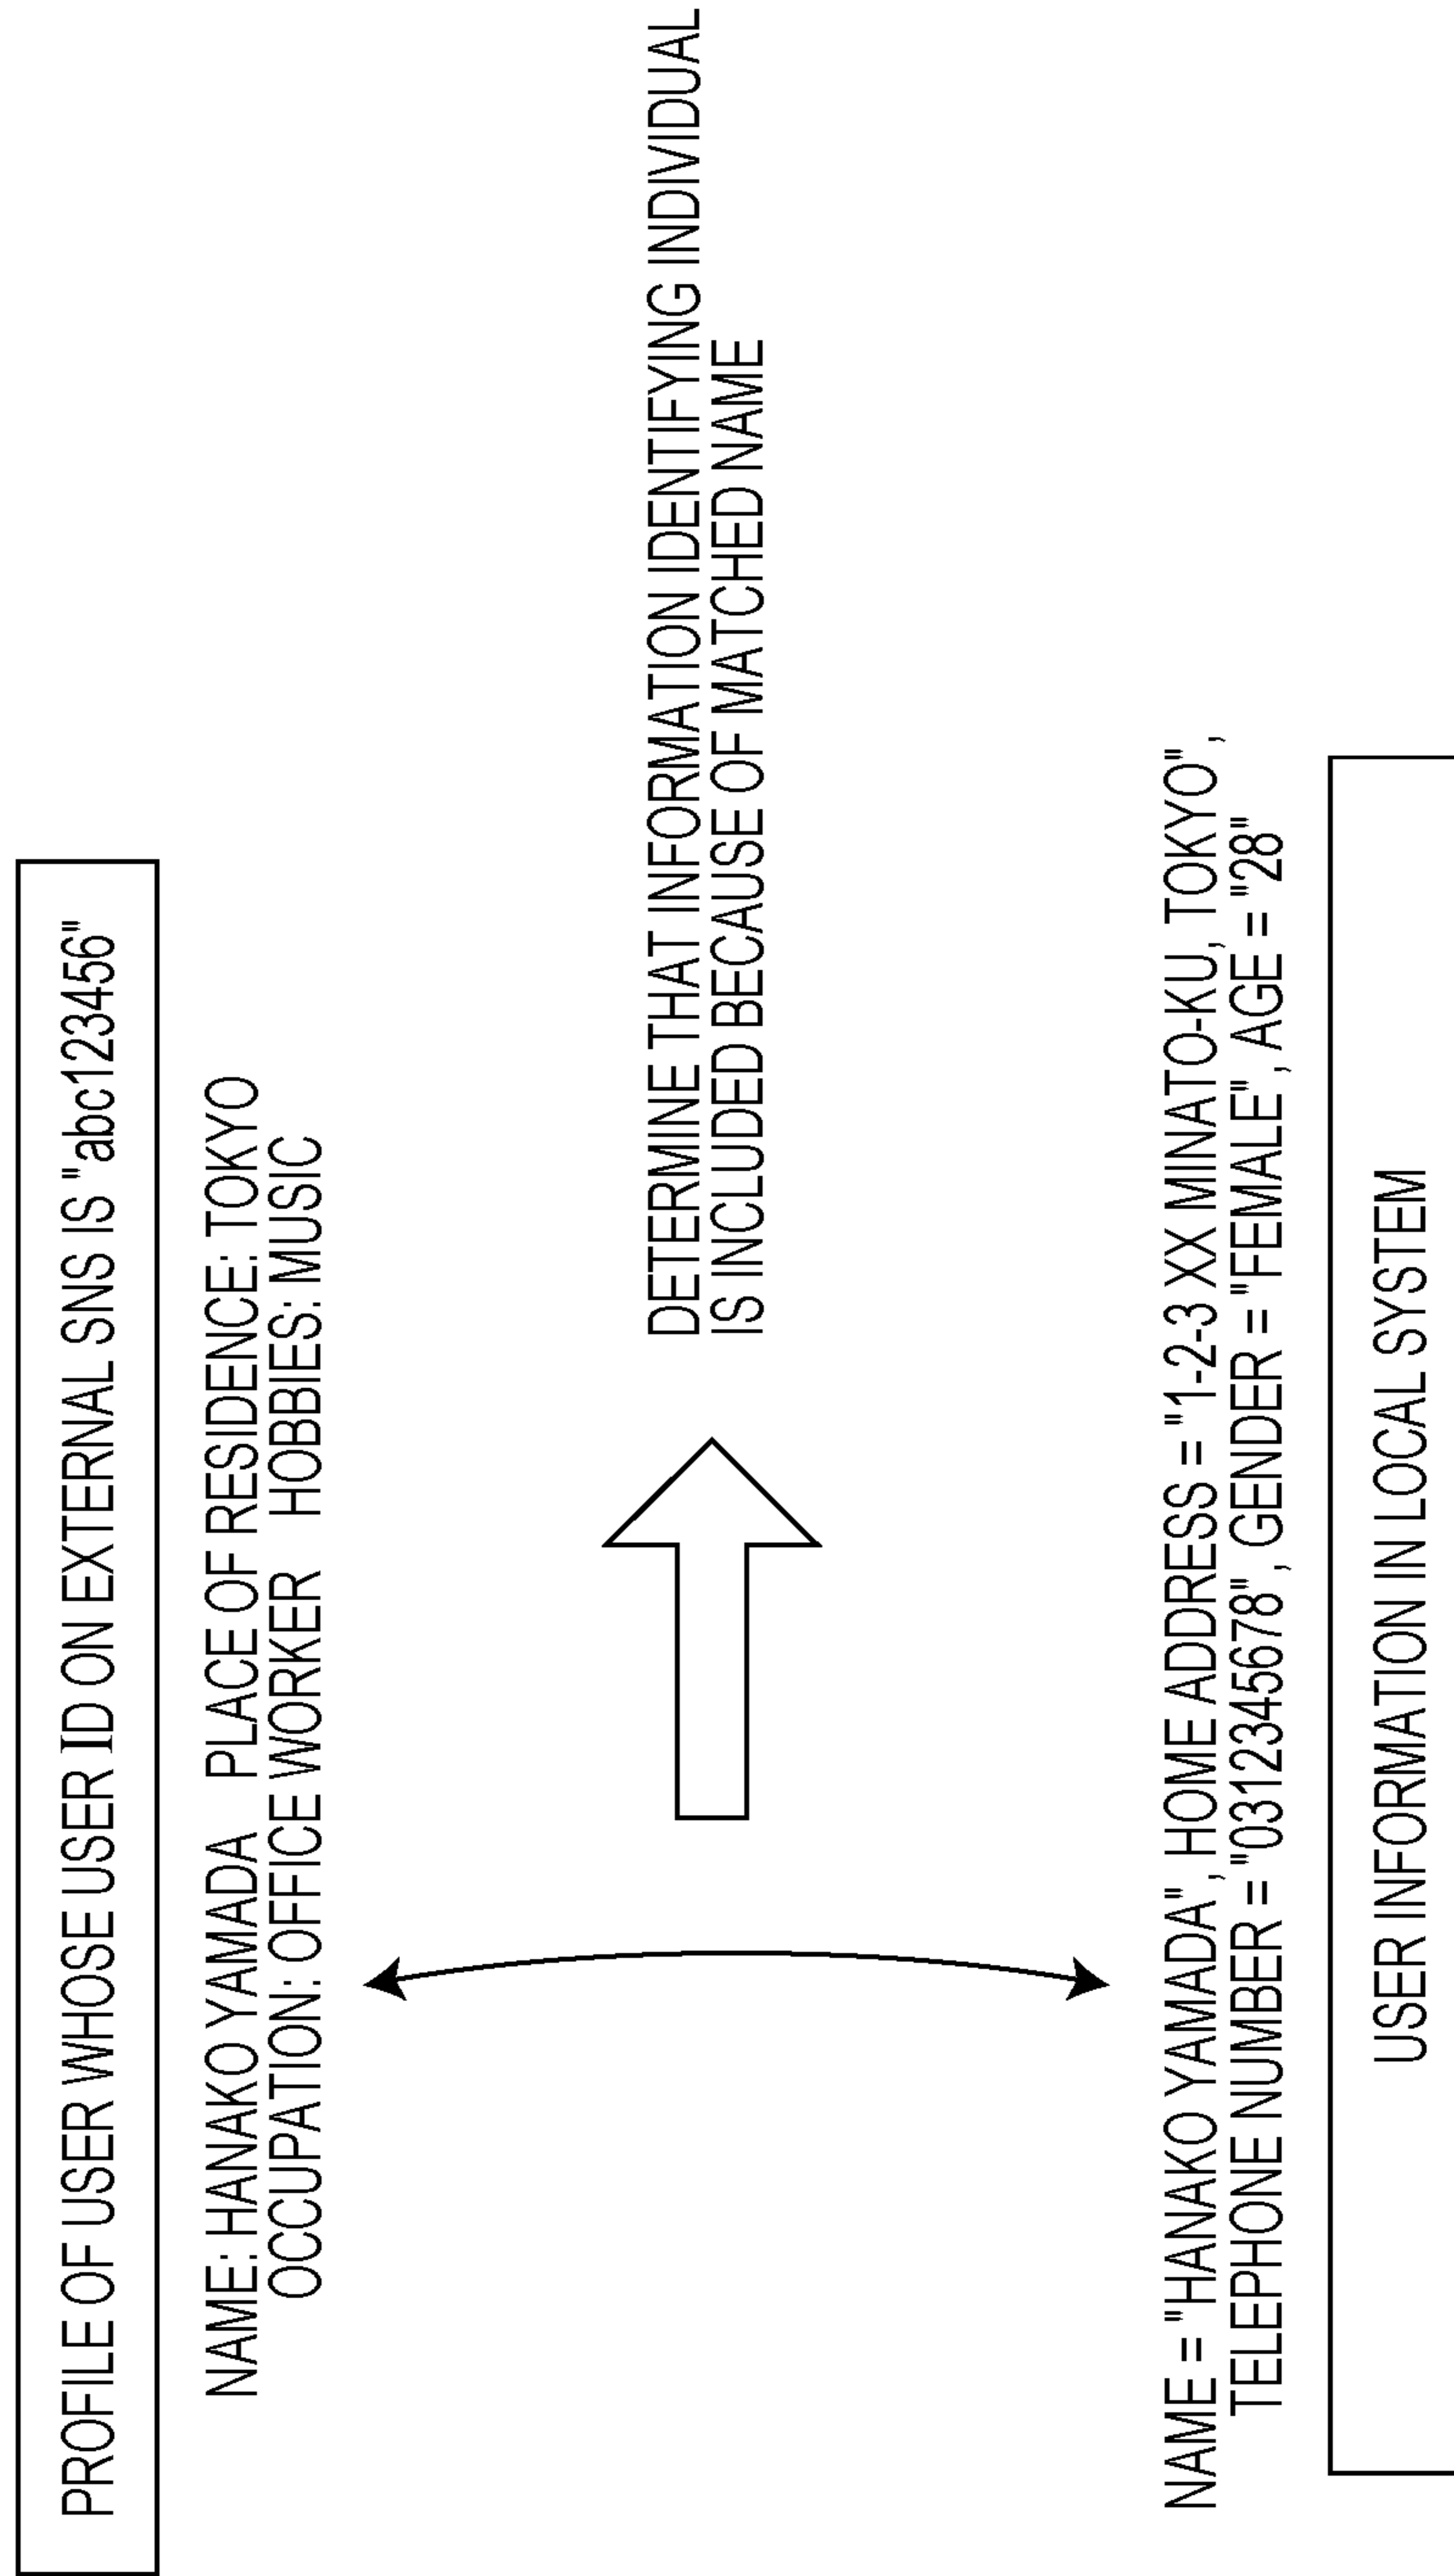 PROFILE OF USER WHOSE USER ID ON EXTERNAL SNS IS "abc123456"
NAME: HANAKO YAMADA PLACE OF RESIDENCE: TOKYO
OCCUPATION: OFFICE WORKER HOBBIES: MUSIC
DETERMINE THAT INFORMATION IDENTIFYING INDIVIDUAL
IS INCLUDED BECAUSE OF MATCHED NAME
NAME = "HANAKO YAMADA", HOME ADDRESS = "1-2-3 XX MINATO-KU, TOKYO",
TELEPHONE NUMBER = "0312345678", GENDER = "FEMALE", AGE = "28"
USER INFORMATION IN LOCAL SYSTEM